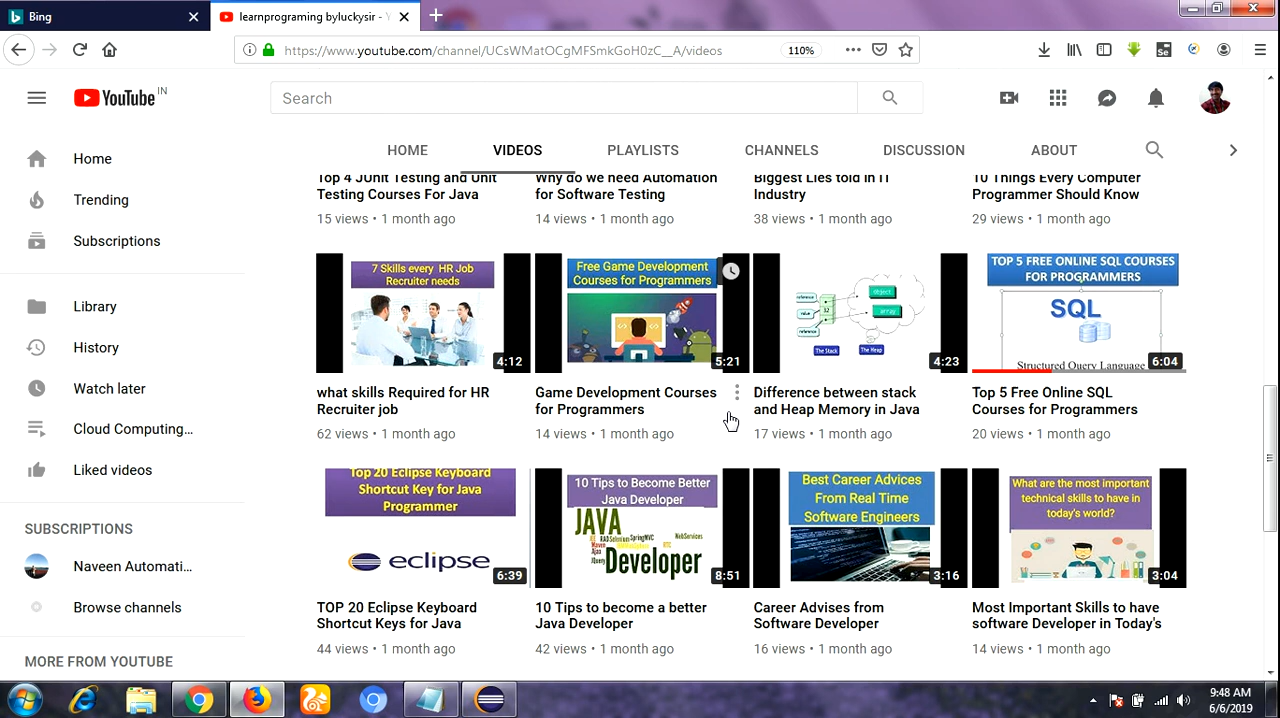 Bing
learnprograming byluckysir - Y
https://www.youtube.com/channel/UCsWMatOCgMFSmkGoH0zC__A/videos
110%
YouTube IN
Search
HOME
VIDEOS
PLAYLISTS
CHANNELS
DISCUSSION
ABOUT
Home
Trending
Subscriptions
Library
History
Watch later
Cloud Computing...
Liked videos
SUBSCRIPTIONS
Naveen Automati...
Browse channels
MORE FROM YOUTUBE
Top 4 JUnit Testing and Unit
Testing Courses For Java
15 views • 1 month ago
Why do we need Automation
for Software Testing
14 views • 1 month ago
Biggest Lies told in IT
Industry
38 views • 1 month ago
10 Things Every Computer
Programmer Should Know
29 views • 1 month ago
7 Skills every HR Job
Recruiter needs
4:12
what skills Required for HR
Recruiter job
62 views • 1 month ago
Free Game Development
Courses for Programmers
5:21
Game Development Courses
for Programmers
14 views • 1 month ago
reference
value
reference
32
object
array
The Stack
The Heap
4:23
Difference between stack
and Heap Memory in Java
17 views • 1 month ago
TOP 5 FREE ONLINE SQL COURSES
FOR PROGRAMMERS
SQL
Structured Query Language
6:04
Top 5 Free Online SQL
Courses for Programmers
20 views • 1 month ago
Top 20 Eclipse Keyboard
Shortcut Key for Java
Programmer
eclipse
6:39
TOP 20 Eclipse Keyboard
Shortcut Keys for Java
44 views • 1 month ago
10 Tips to Become Better
Java Developer
JAVA
Developer
8:51
10 Tips to become a better
Java Developer
42 views • 1 month ago
Best Career Advices
From Real Time
Software Engineers
3:16
Career Advises from
Software Developer
16 views • 1 month ago
What are the most important
technical skills to have in
today's world?
3:04
Most Important Skills to have
software Developer in Today's
14 views • 1 month ago
9:48 AM
6/6/2019